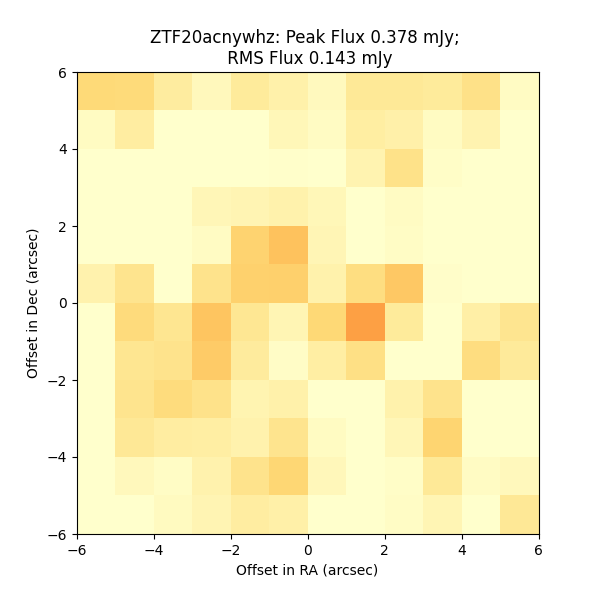 ZTF20acnywhz: Peak Flux 0.378 mJy;
RMS Flux 0.143 mJy
6
4
2
0
−2
−4
−6
Offset in Dec (arcsec)
−6 −4 −2 0 2 4 6
Offset in RA (arcsec)